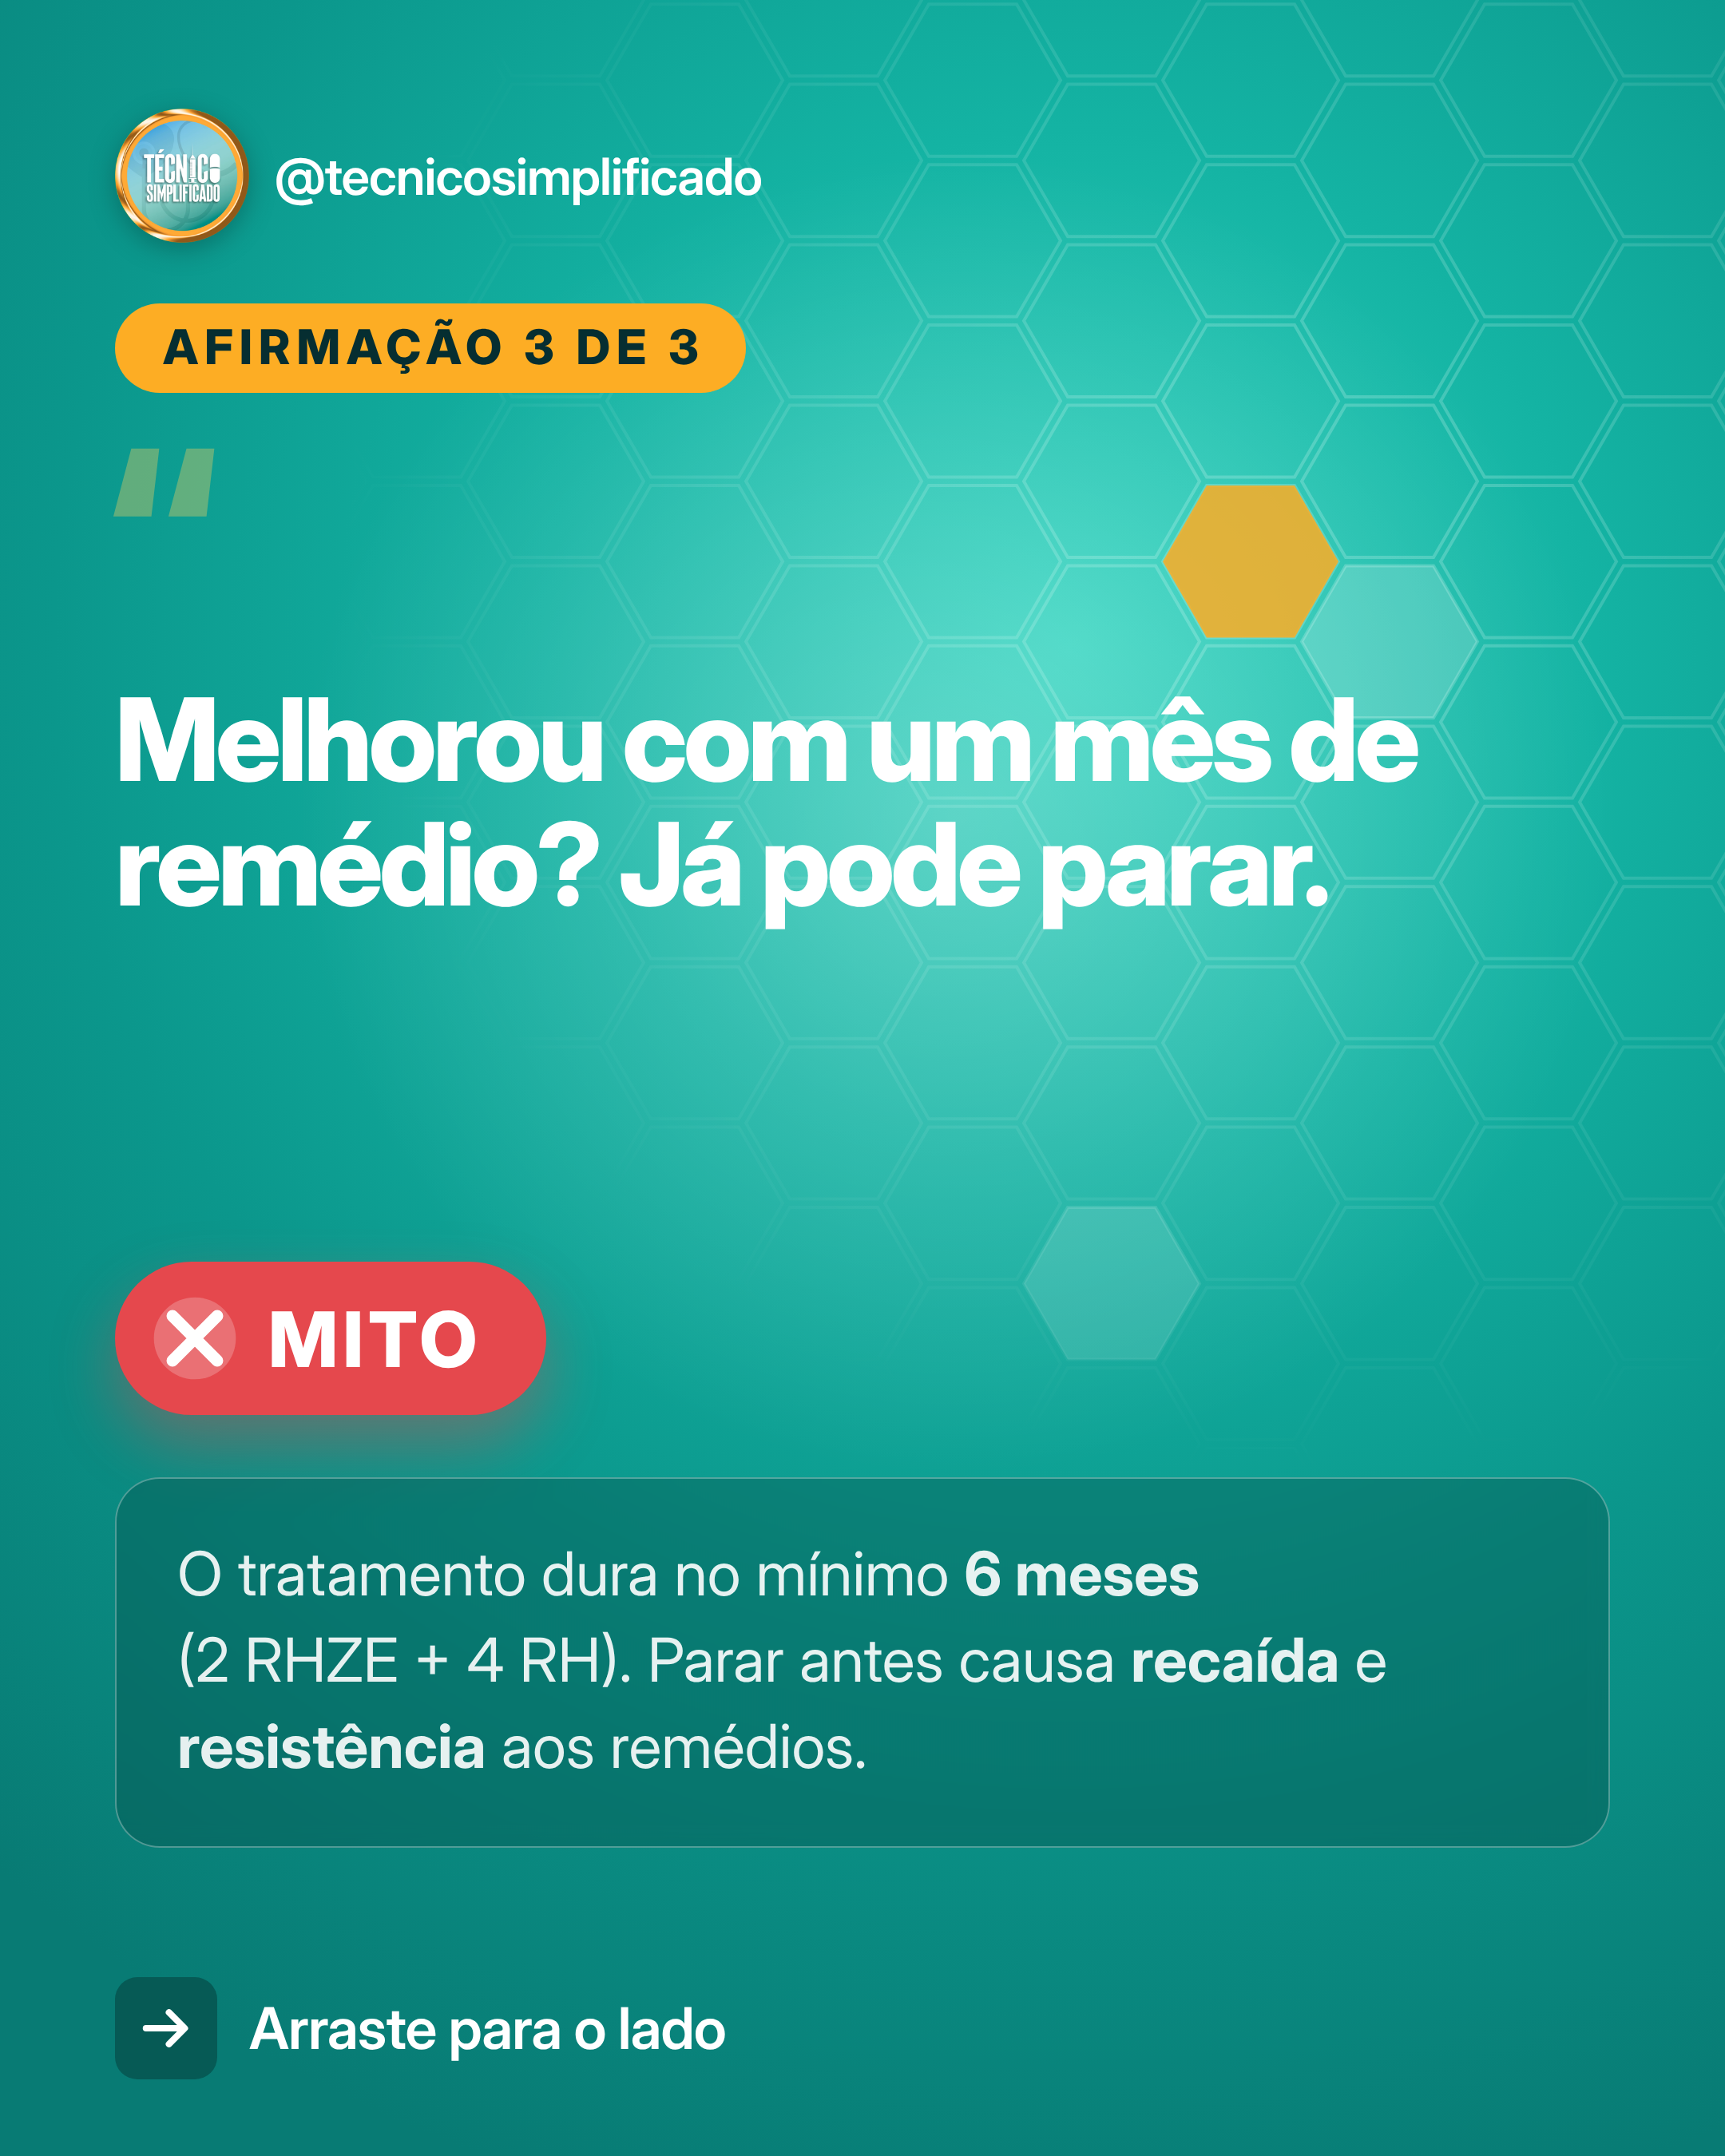 TÉCNICO
SIMPLIFICADO
@tecnicosimplificado
AFIRMAÇÃO 3 DE 3
"
Melhorou com um mês de
remédio? Já pode parar.
MITO
O tratamento dura no mínimo 6 meses
(2 RHZE + 4 RH). Parar antes causa recaída e
resistência aos remédios.
Arraste para o lado